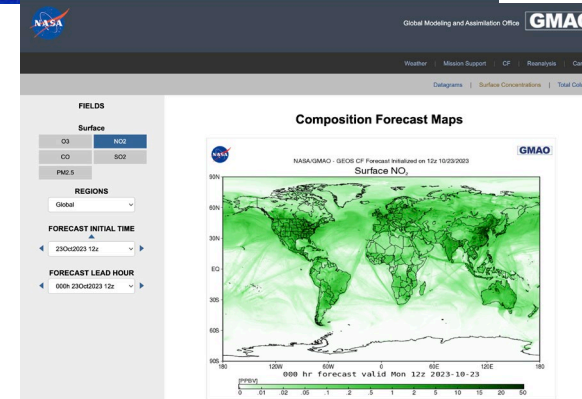 NASA
Global Modeling and Assimilation Office
GMAO
Weather | Mission Support | CF | Reanalysis |
Datagrams | Surface Concentrations | Total
FIELDS
Surface
O3 NO2
CO SO2
PM2.5
REGIONS
Global
FORECAST INITIAL TIME
23Oct2023 12z
FORECAST LEAD HOUR
000h 23Oct2023 12z
Composition Forecast Maps
NASA
GMAO
NASA/GMAO - GEOS CF Forecast Initialized on 12z 10/23/2023
Surface NO₂
90N
60N
30N
EQ
30S
60S
90S
180 120W 60W 0 60E 120E 180
000 hr forecast valid Mon 12z 2023-10-23
[PPBV]
0 .01 .02 .05 .1 .2 .5 1 2 5 10 15 20 50